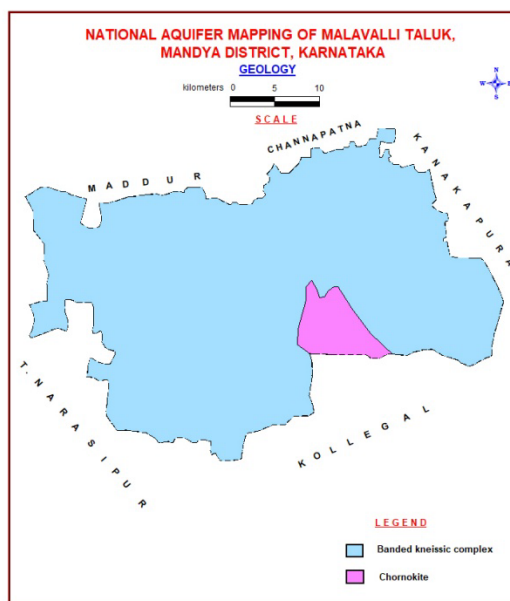 NATIONAL AQUIFER MAPPING OF MALAVALLI TALUK,
MANDYA DISTRICT, KARNATAKA
GEOLOGY
kilometers 0 5 10
SCALE
N
W E
S
CHANNAPATNA
KANAKAPURA
MADDUR
T.NARASIPUR
KOLLEGAL
LEGEND
Banded kneissic complex
Chornokite